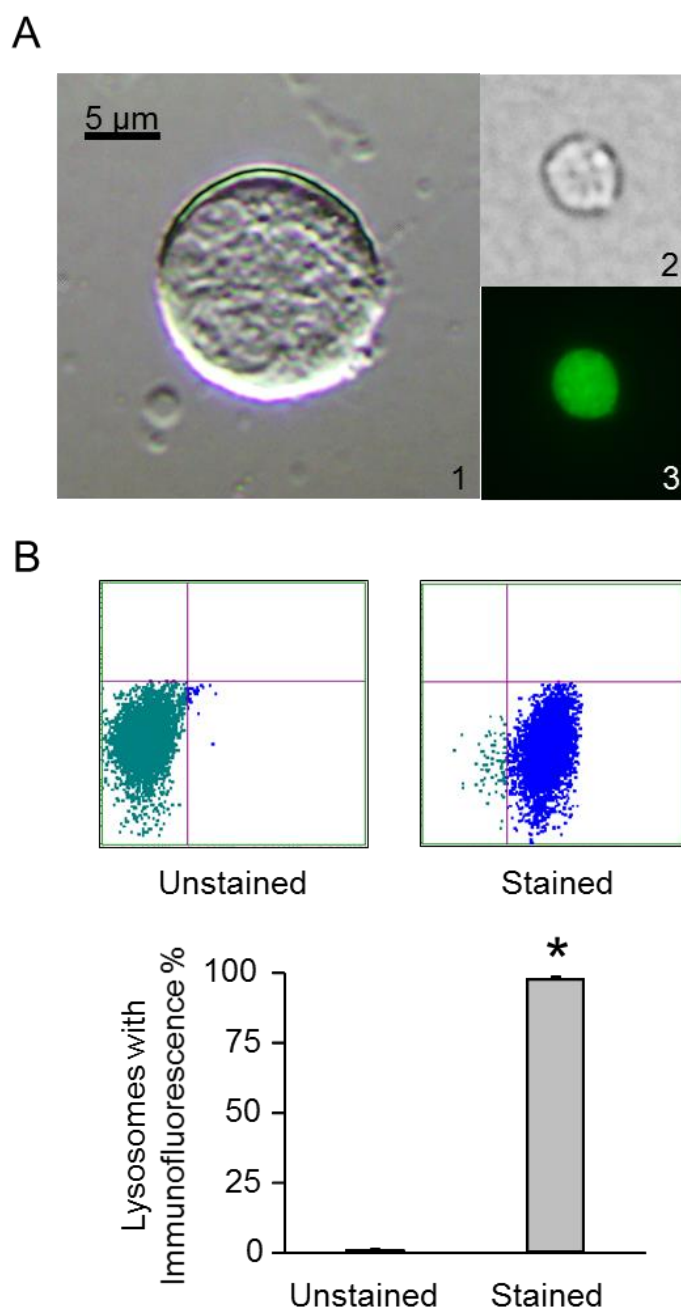 A
5 µm
1
2
3
B
Unstained
Stained
Lysosomes with
Immunofluorescence %
*
100
75
50
25
0
Unstained
Stained